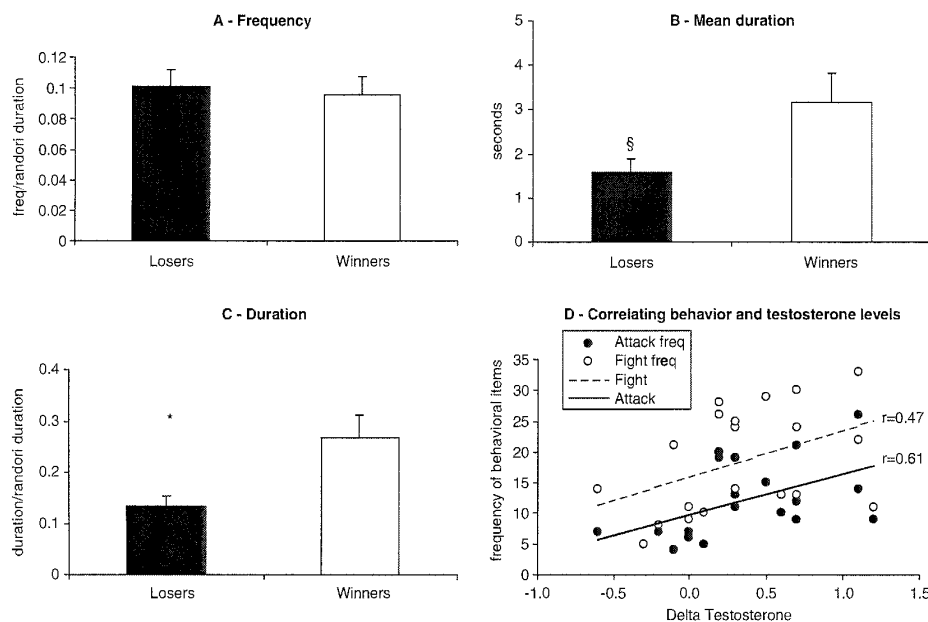 A - Frequency
freq/randori duration
0.12
0.1
0.08
0.06
0.04
0.02
0
Losers Winners
B - Mean duration
seconds
5
4
3
2
1
0
§
Losers Winners
C - Duration
duration/randori duration
0.4
0.3
0.2
0.1
0
*
Losers Winners
D - Correlating behavior and testosterone levels
Attack freq
Fight freq
Fight
Attack
frequency of behavioral items
35
30
25
20
15
10
5
0
r=0.47
r=0.61
-1.0 -0.5 0.0 0.5 1.0 1.5
Delta Testosterone